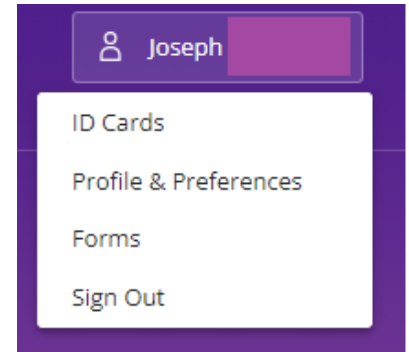 Joseph
ID Cards
Profile & Preferences
Forms
Sign Out